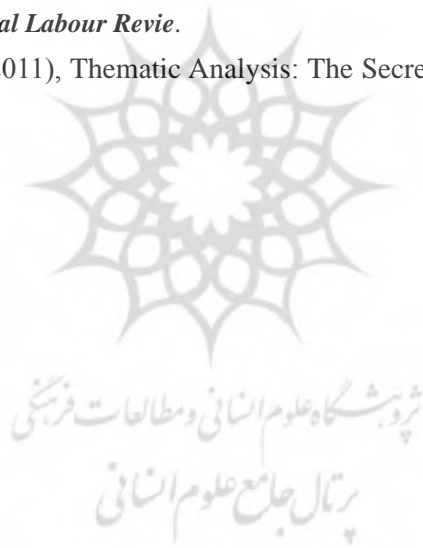 al Labour Revie.
011), Thematic Analysis: The Secre
پژوهشگاه علوم انسانی و مطالعات فرهنگی
پرتال جامع علوم انسانی